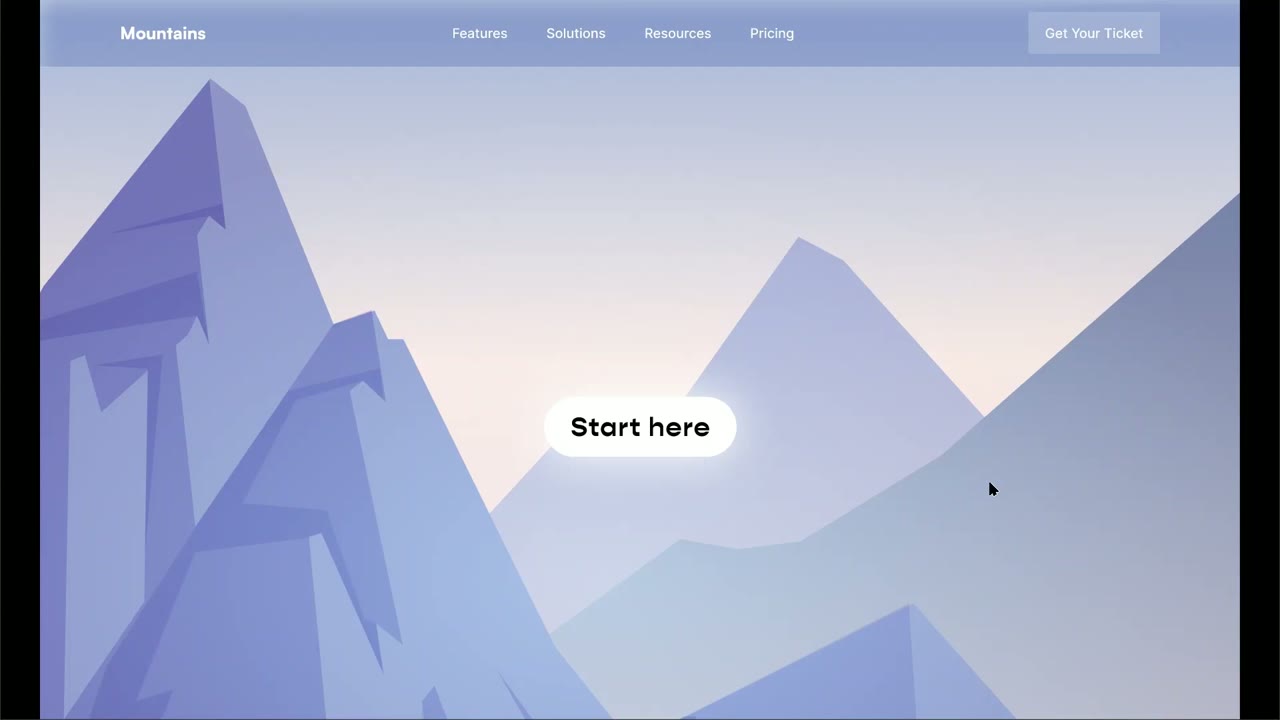 Mountains
Features
Solutions
Resources
Pricing
Get Your Ticket
Start here